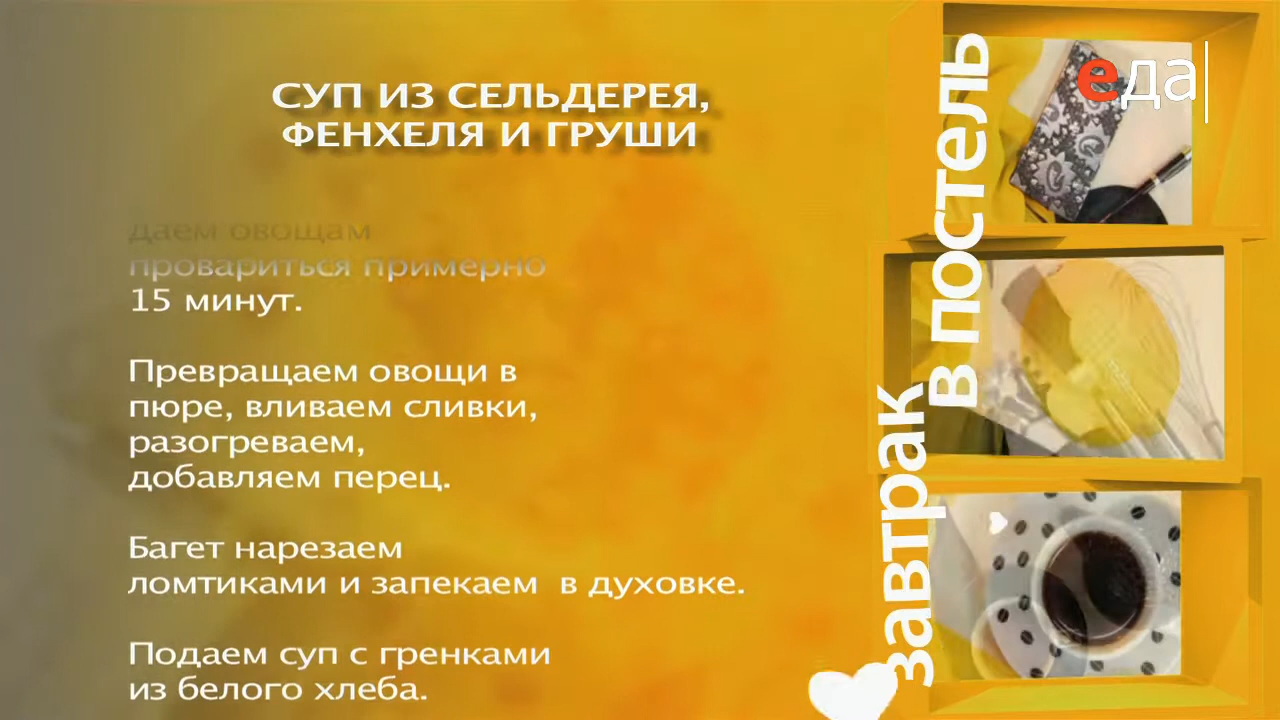 СУП ИЗ СЕЛЬДЕРЕЯ,
ФЕНХЕЛЯ И ГРУШИ
даем овощам
провариться примерно
15 минут.
Превращаем овощи в
пюре, вливаем сливки,
разогреваем,
добавляем перец.
Багет нарезаем
ломтиками и запекаем в духовке.
Подаем суп с гренками
из белого хлеба.
завтрак
в постель
еда